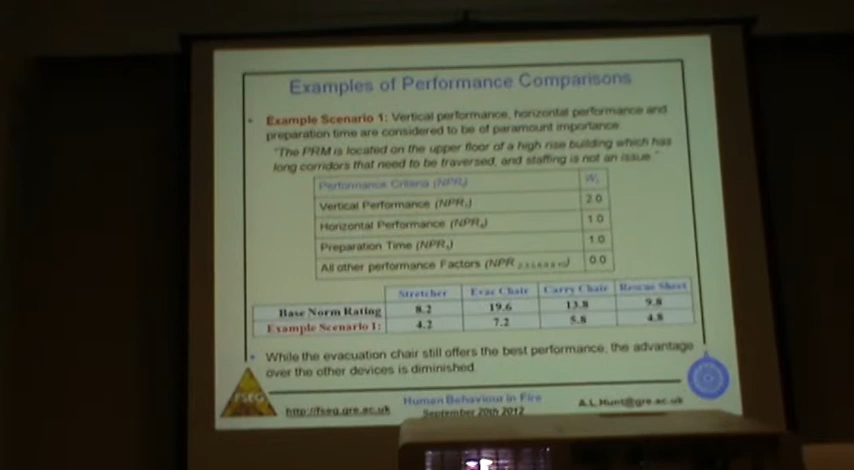 Examples of Performance Comparisons
Example Scenario 1: Vertical performance, horizontal performance and
preparation time are considered to be of paramount importance.
"The PRM is located on the upper floor of a high rise building which has
long corridors that need to be traversed, and staffing is not an issue."
Performance Criteria (NPRi) Wi
Vertical Performance 2.0
Horizontal Performance 1.0
Preparation Time 1.0
All other performance Factors (NPR 0.0
Stretcher Evac Chair Carry Chair Rescue Sheet
Base Norm Rating 8.2 19.6 13.8 9.8
Example Scenario 1: 4.2 7.2 5.8 4.8
While the evacuation chair still offers the best performance, the advantage
over the other devices is diminished.
FSEG
http://fseg.gre.ac.uk
Human Behaviour in Fire
September 20th 2012
A.L.Hunt@gre.ac.uk